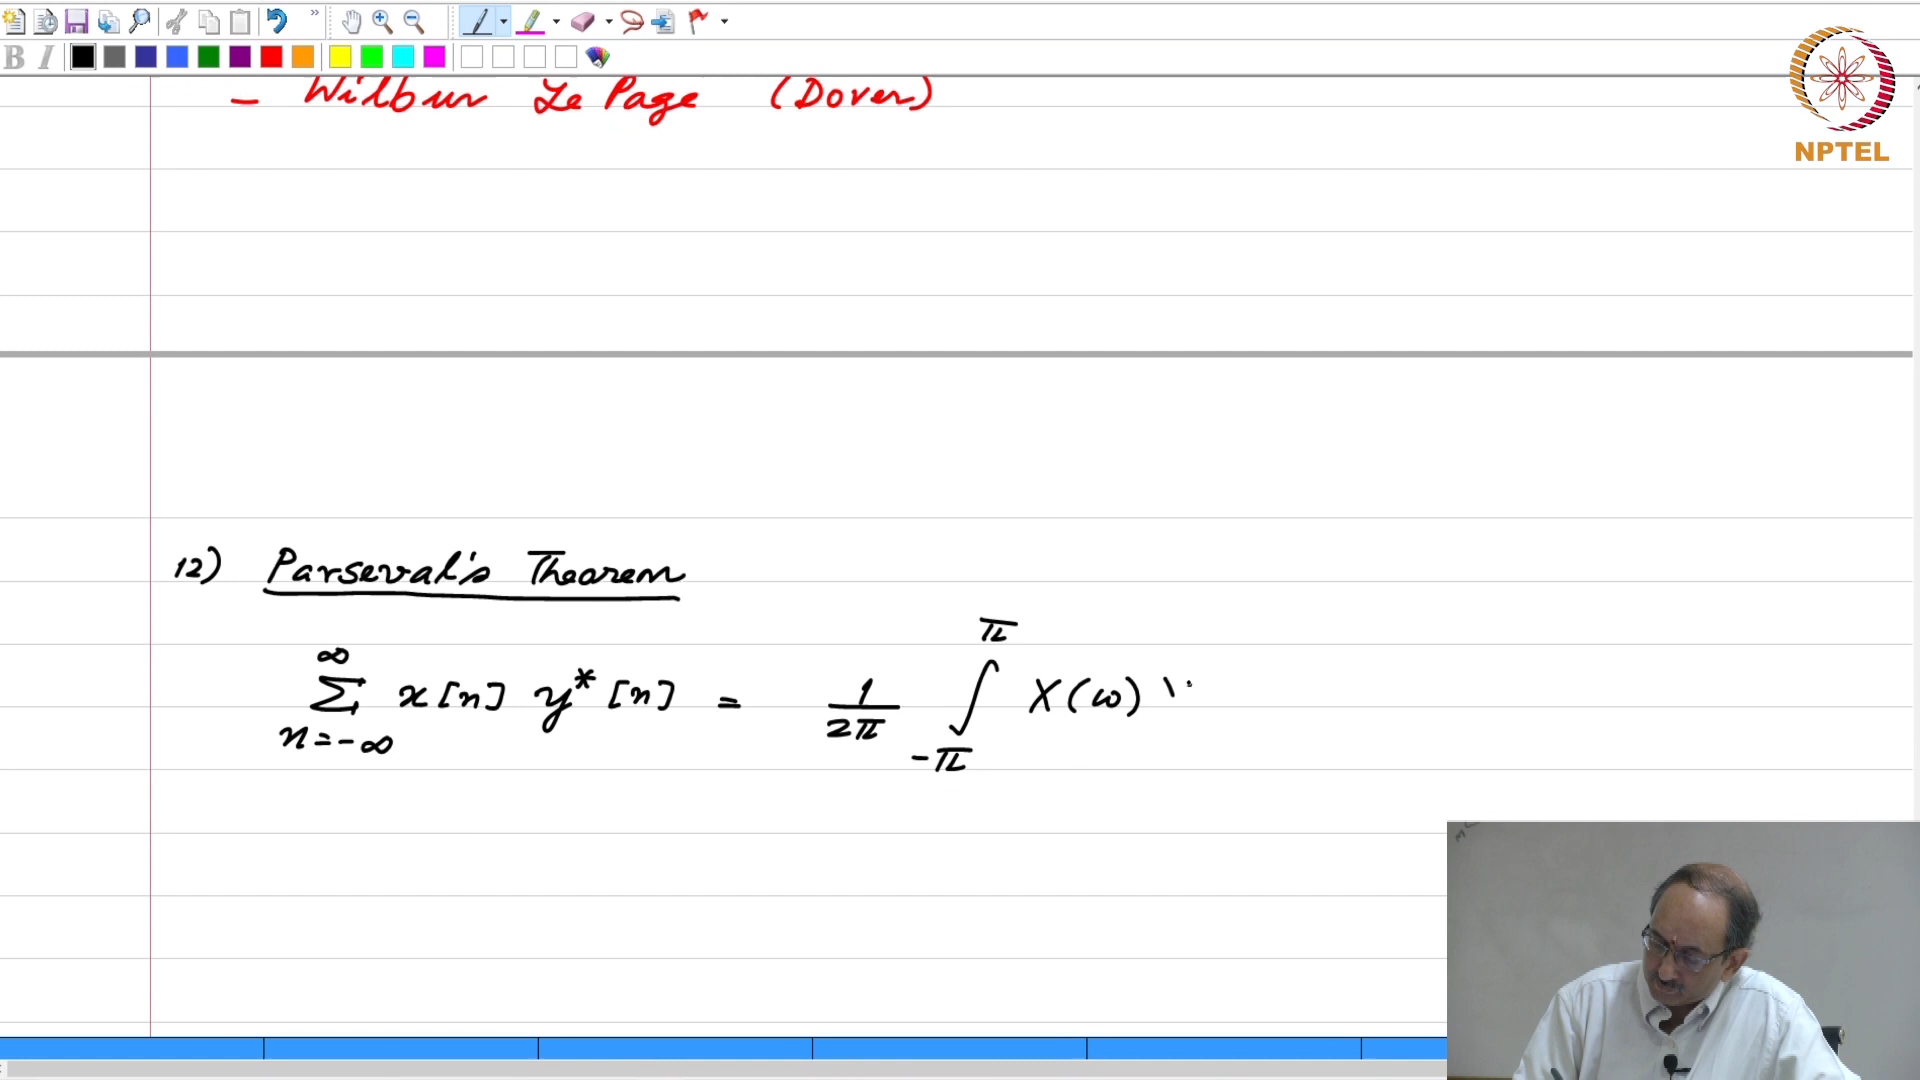 - Wilbur Le Page (Dover)
NPTEL
12) Parseval's Theorem
∞ Σ n=-∞ x[n] y*[n] = 1/2π ∫ -π π X(ω)